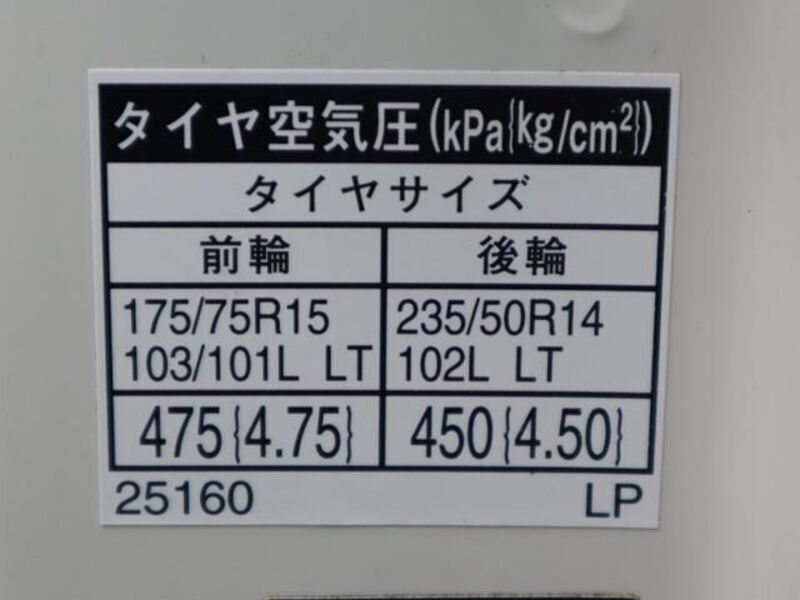 タイヤ空気圧(kPa{kg/cm²})
タイヤサイズ
前輪 後輪
175/75R15 235/50R14
103/101L LT 102L LT
475{4.75} 450{4.50}
25160 LP